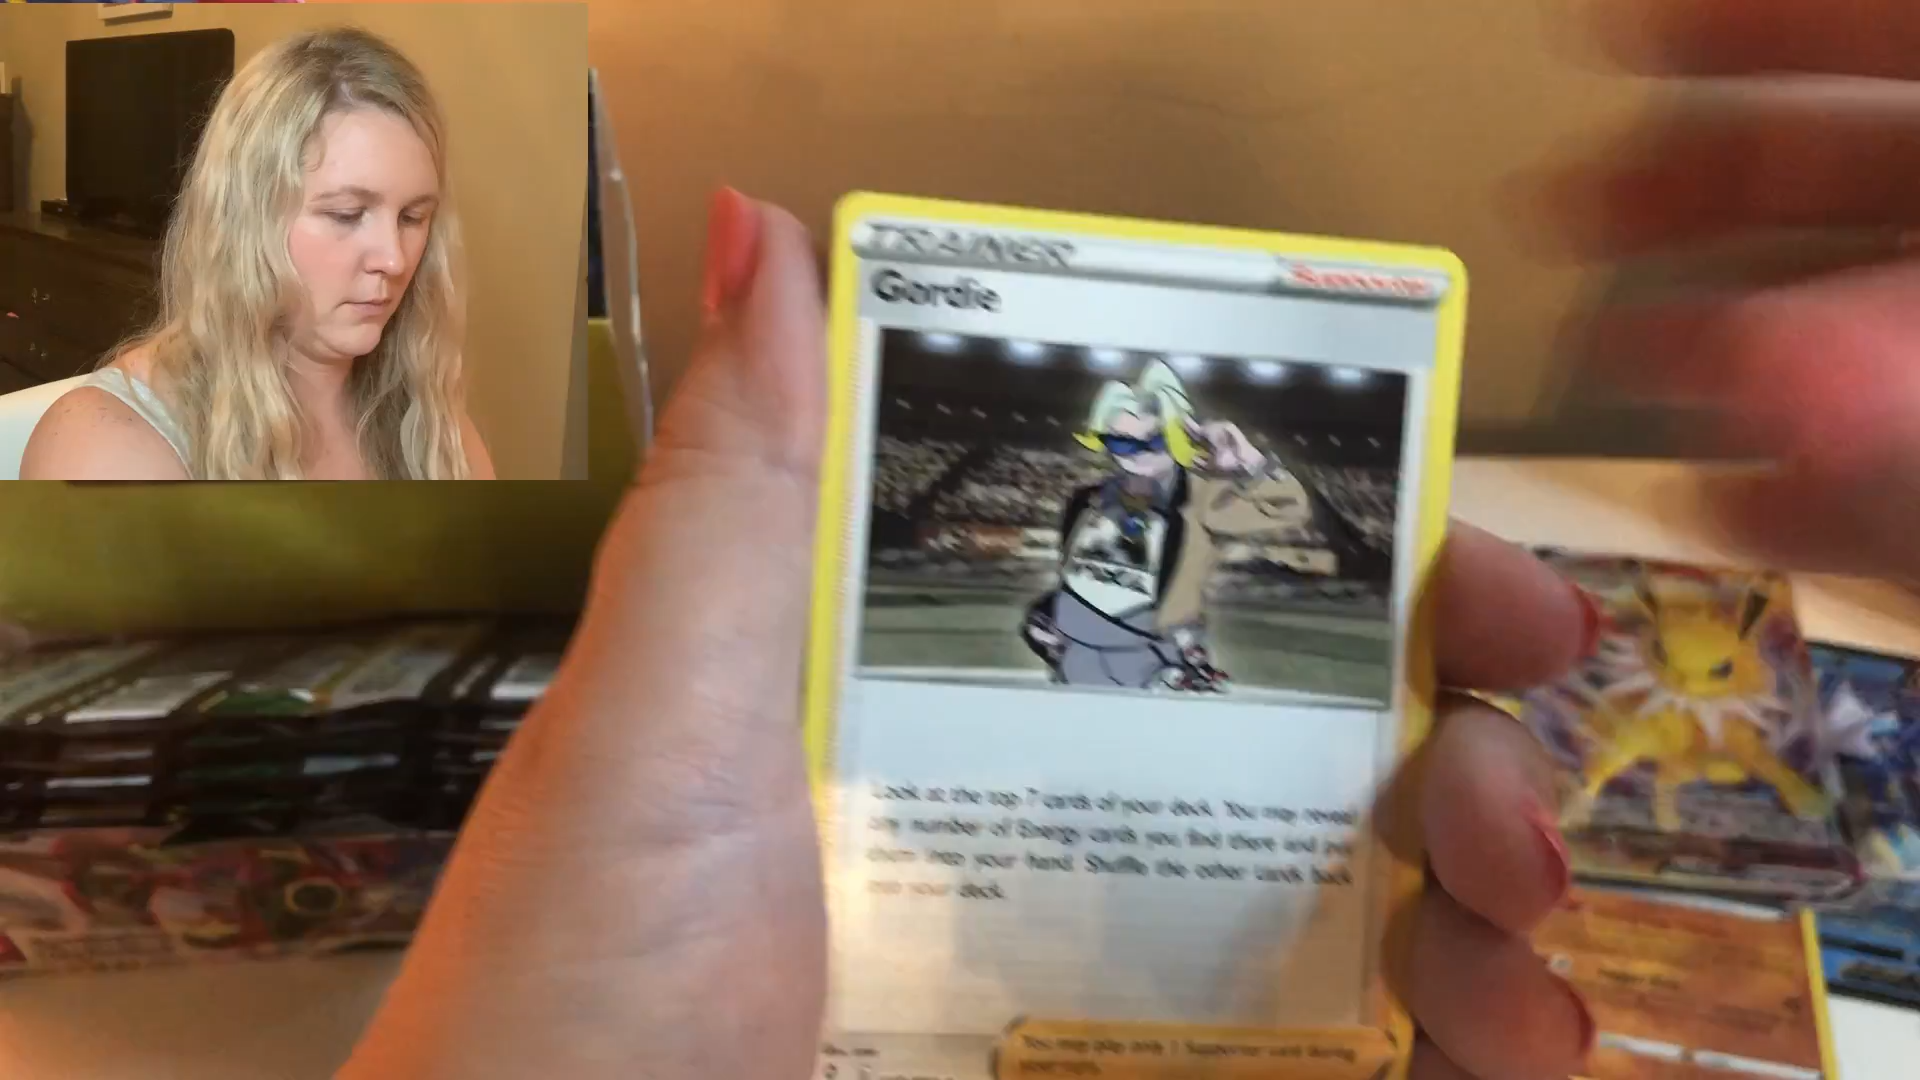 TRAINER
Supporter
Gordie
Look at the top 7 cards of your deck. You may reveal
any number of Energy cards you find there and put
them into your hand. Shuffle the other cards back
into your deck.
You may play only 1 Supporter card during
your turn.